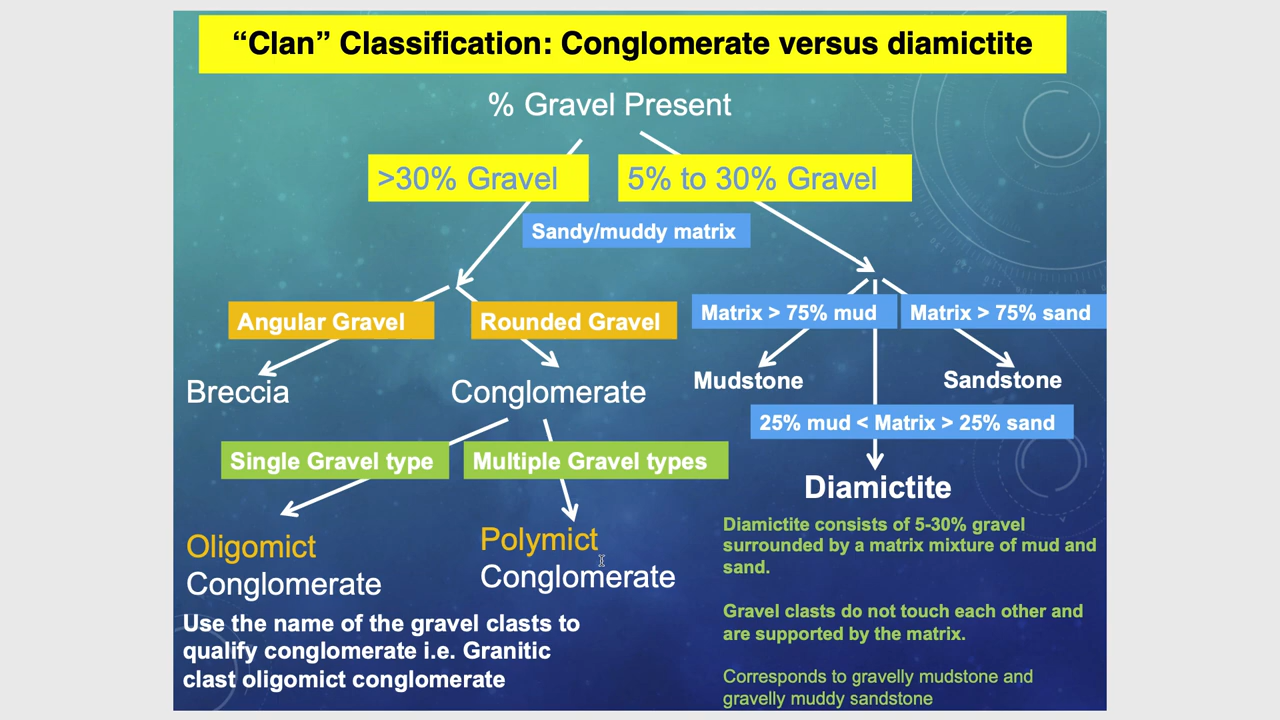 “Clan” Classification: Conglomerate versus diamictite
% Gravel Present
>30% Gravel
5% to 30% Gravel
Sandy/muddy matrix
Angular Gravel
Rounded Gravel
Matrix > 75% mud
Matrix > 75% sand
Breccia
Conglomerate
Mudstone
Sandstone
25% mud < Matrix > 25% sand
Single Gravel type
Multiple Gravel types
Diamictite
Oligomict
Conglomerate
Polymict
Conglomerate
Use the name of the gravel clasts to
qualify conglomerate i.e. Granitic
clast oligomict conglomerate
Diamictite consists of 5-30% gravel
surrounded by a matrix mixture of mud and
sand.
Gravel clasts do not touch each other and
are supported by the matrix.
Corresponds to gravelly mudstone and
gravelly muddy sandstone